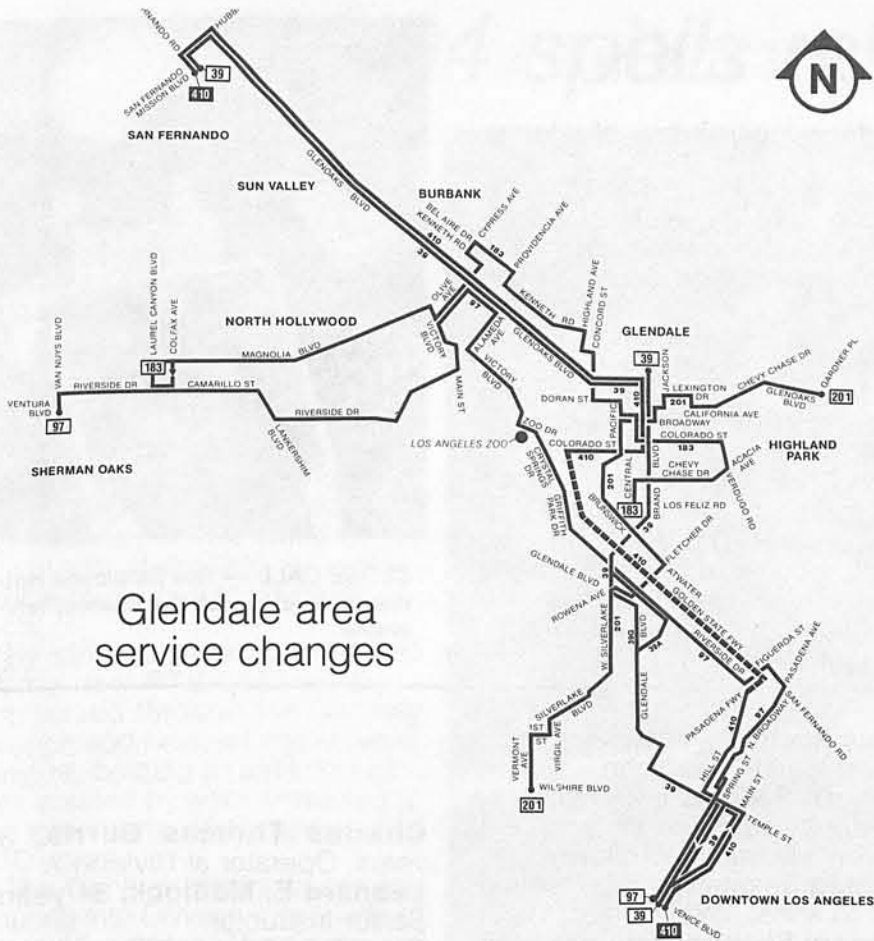 HUBB
RNANDO RD
SAN FERNANDO
MISSION BLVD
39
410
SAN FERNANDO
N
SUN VALLEY
GLENOAKS BLVD
BURBANK
BEL AIRE DR
KENNETH RD
CYPRESS AVE
183
PROVIDENCIA AVE
410
39
KENNETH RD
HIGHLAND AVE
CONCORD ST
VAN NUYS BLVD
LAUREL CANYON BLVD
COLFAX AVE
NORTH HOLLYWOOD
MAGNOLIA BLVD
OLIVE AVE
VICTORY BLVD
97
ALAMEDA AVE
GLENOAKS BLVD
GLENDALE
39
JACKSON
LEXINGTON DR
201
CHEVY CHASE DR
GLENOAKS BLVD
GARDNER PL
201
183
RIVERSIDE DR
CAMARILLO ST
VENTURA BLVD
97
MAIN ST
VICTORY BLVD
39
410
DORAN ST
PACIFIC
CALIFORNIA AVE
BROADWAY
RIVERSIDE DR
LANKERSHIM BLVD
ZOO DR
LOS ANGELES ZOO
COLORADO ST
410
COLORADO ST
183
HIGHLAND PARK
SHERMAN OAKS
CRYSTAL SPRINGS DR
GRIFFITH PARK DR
201
CENTRAL
BLVD
CHEVY CHASE DR
ACACIA AVE
VERDUGO RD
183
BRAND
LOS FELIZ RD
BRUNSWICK
39
FLETCHER DR
410
ATWATER
GLENDALE BLVD
39
GOLDEN STATE FWY
Glendale area
service changes
ROWENA AVE
201
W. SILVERLAKE
39G
BLVD
39A
RIVERSIDE DR
97
FIGUEROA ST
PASADENA AVE
GLENDALE
SILVERLAKE BLVD
PASADENA FWY
410
97
N. BROADWAY
SAN FERNANDO RD
1ST ST
VERMONT AVE
VIRGIL AVE
HILL ST
SPRING ST
MAIN ST
WILSHIRE BLVD
201
39
TEMPLE ST
39
410
97
39
410
VENICE BLVD
DOWNTOWN LOS ANGELES